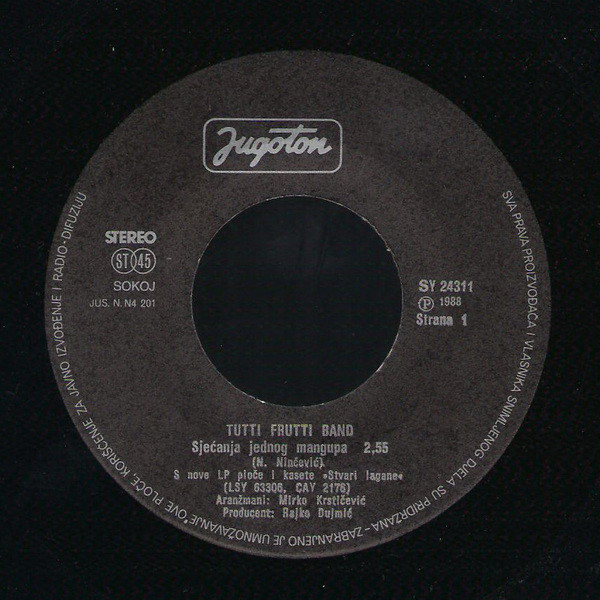 Jugoton
STEREO
ST 45
SOKOJ
JUS. N. N4 201
SY 24311
Ⓟ 1988
Strana 1
TUTTI FRUTTI BAND
Sjećanja jednog mangupa 2,55
(N. Ninčević)
S nove LP ploče i kasete »Stvari lagane«
(LSY 63306, CAY 2176)
Aranžmani: Mirko Krstičević
Producent: Rajko Dujmić
SVA PRAVA PROIZVOĐAČA I VLASNIKA SNIMLJENOG DJELA SU PRIDRŽANA - ZABRANJENO JE UMNOŽAVANJE OVE PLOČE KORIŠĆENJE ZA JAVNO IZVOĐENJE I RADIO-DIFUZIJU